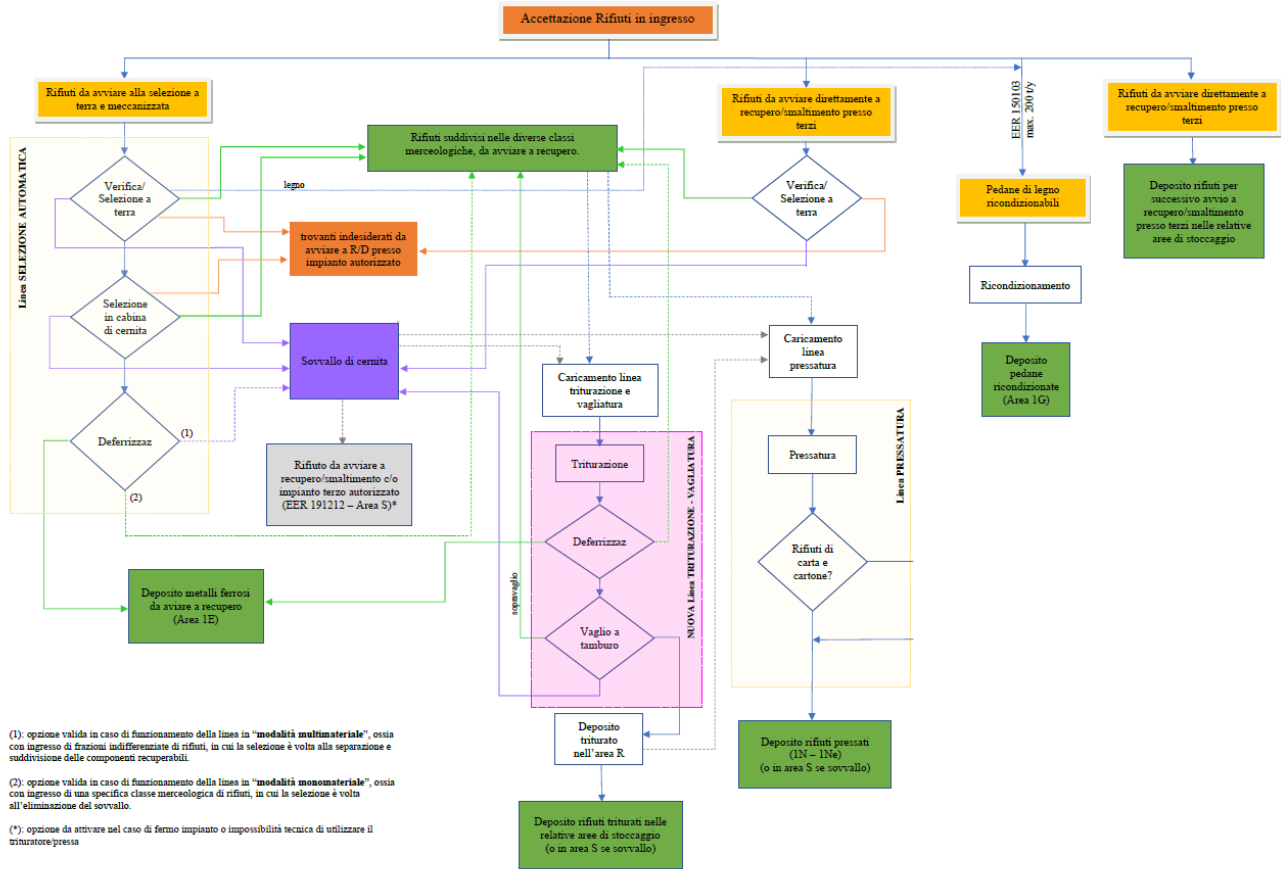 Accettazione Rifiuti in ingresso
Rifiuti da avviare alla selezione a
terra e meccanizzata
Rifiuti da avviare direttamente a
recupero/smaltimento presso
terzi
EER 150103
max. 200 t/y
Rifiuti da avviare direttamente a
recupero/smaltimento presso
terzi
Linea SELEZIONE AUTOMATICA
Rifiuti suddivisi nelle diverse classi
merceologiche, da avviare a recupero.
Verifica/
Selezione a
terra
legno
Verifica/
Selezione a
terra
Pedane di legno
ricondizionabili
Deposito rifiuti per
successivo avvio a
recupero/smaltimento
presso terzi nelle relative
aree di stoccaggio
trovanti indesiderati da
avviare a R/D presso
impianto autorizzato
Selezione
in cabina
di cernita
Ricondizionamento
Sovvallo di cernita
Caricamento
linea
pressatura
Caricamento linea
triturazione e
vagliatura
Deposito
pedane
ricondizionate
(Area 1G)
Deferrizzaz
(1)
(2)
Rifiuto da avviare a
recupero/smaltimento c/o
impianto terzo autorizzato
(EER 191212 – Area S)*
Triturazione
NUOVA Linea TRITURAZIONE - VAGLIATURA
Pressatura
Linea PRESSATURA
Deferrizzaz
Rifiuti di
carta e
cartone?
Deposito metalli ferrosi
da aviare a recupero
(Area 1E)
sopravaglio
Vaglio a
tamburo
Deposito
triturato
nell'area R
Deposito rifiuti pressati
(1N – 1Ne)
(o in area S se sovvallo)
Deposito rifiuti triturati nelle
relative aree di stoccaggio
(o in area S se sovvallo)
(1): opzione valida in caso di funzionamento della linea in “modalità multimateriale”, ossia
con ingresso di frazioni indifferenziate di rifiuti, in cui la selezione è volta alla separazione e
suddivisione delle componenti recuperabili.
(2): opzione valida in caso di funzionamento della linea in “modalità monomateriale”, ossia
con ingresso di una specifica classe merceologica di rifiuti, in cui la selezione è volta
all’eliminazione del sovvallo.
(*): opzione da attivare nel caso di fermo impianto o impossibilità tecnica di utilizzare il
trituratore/pressa